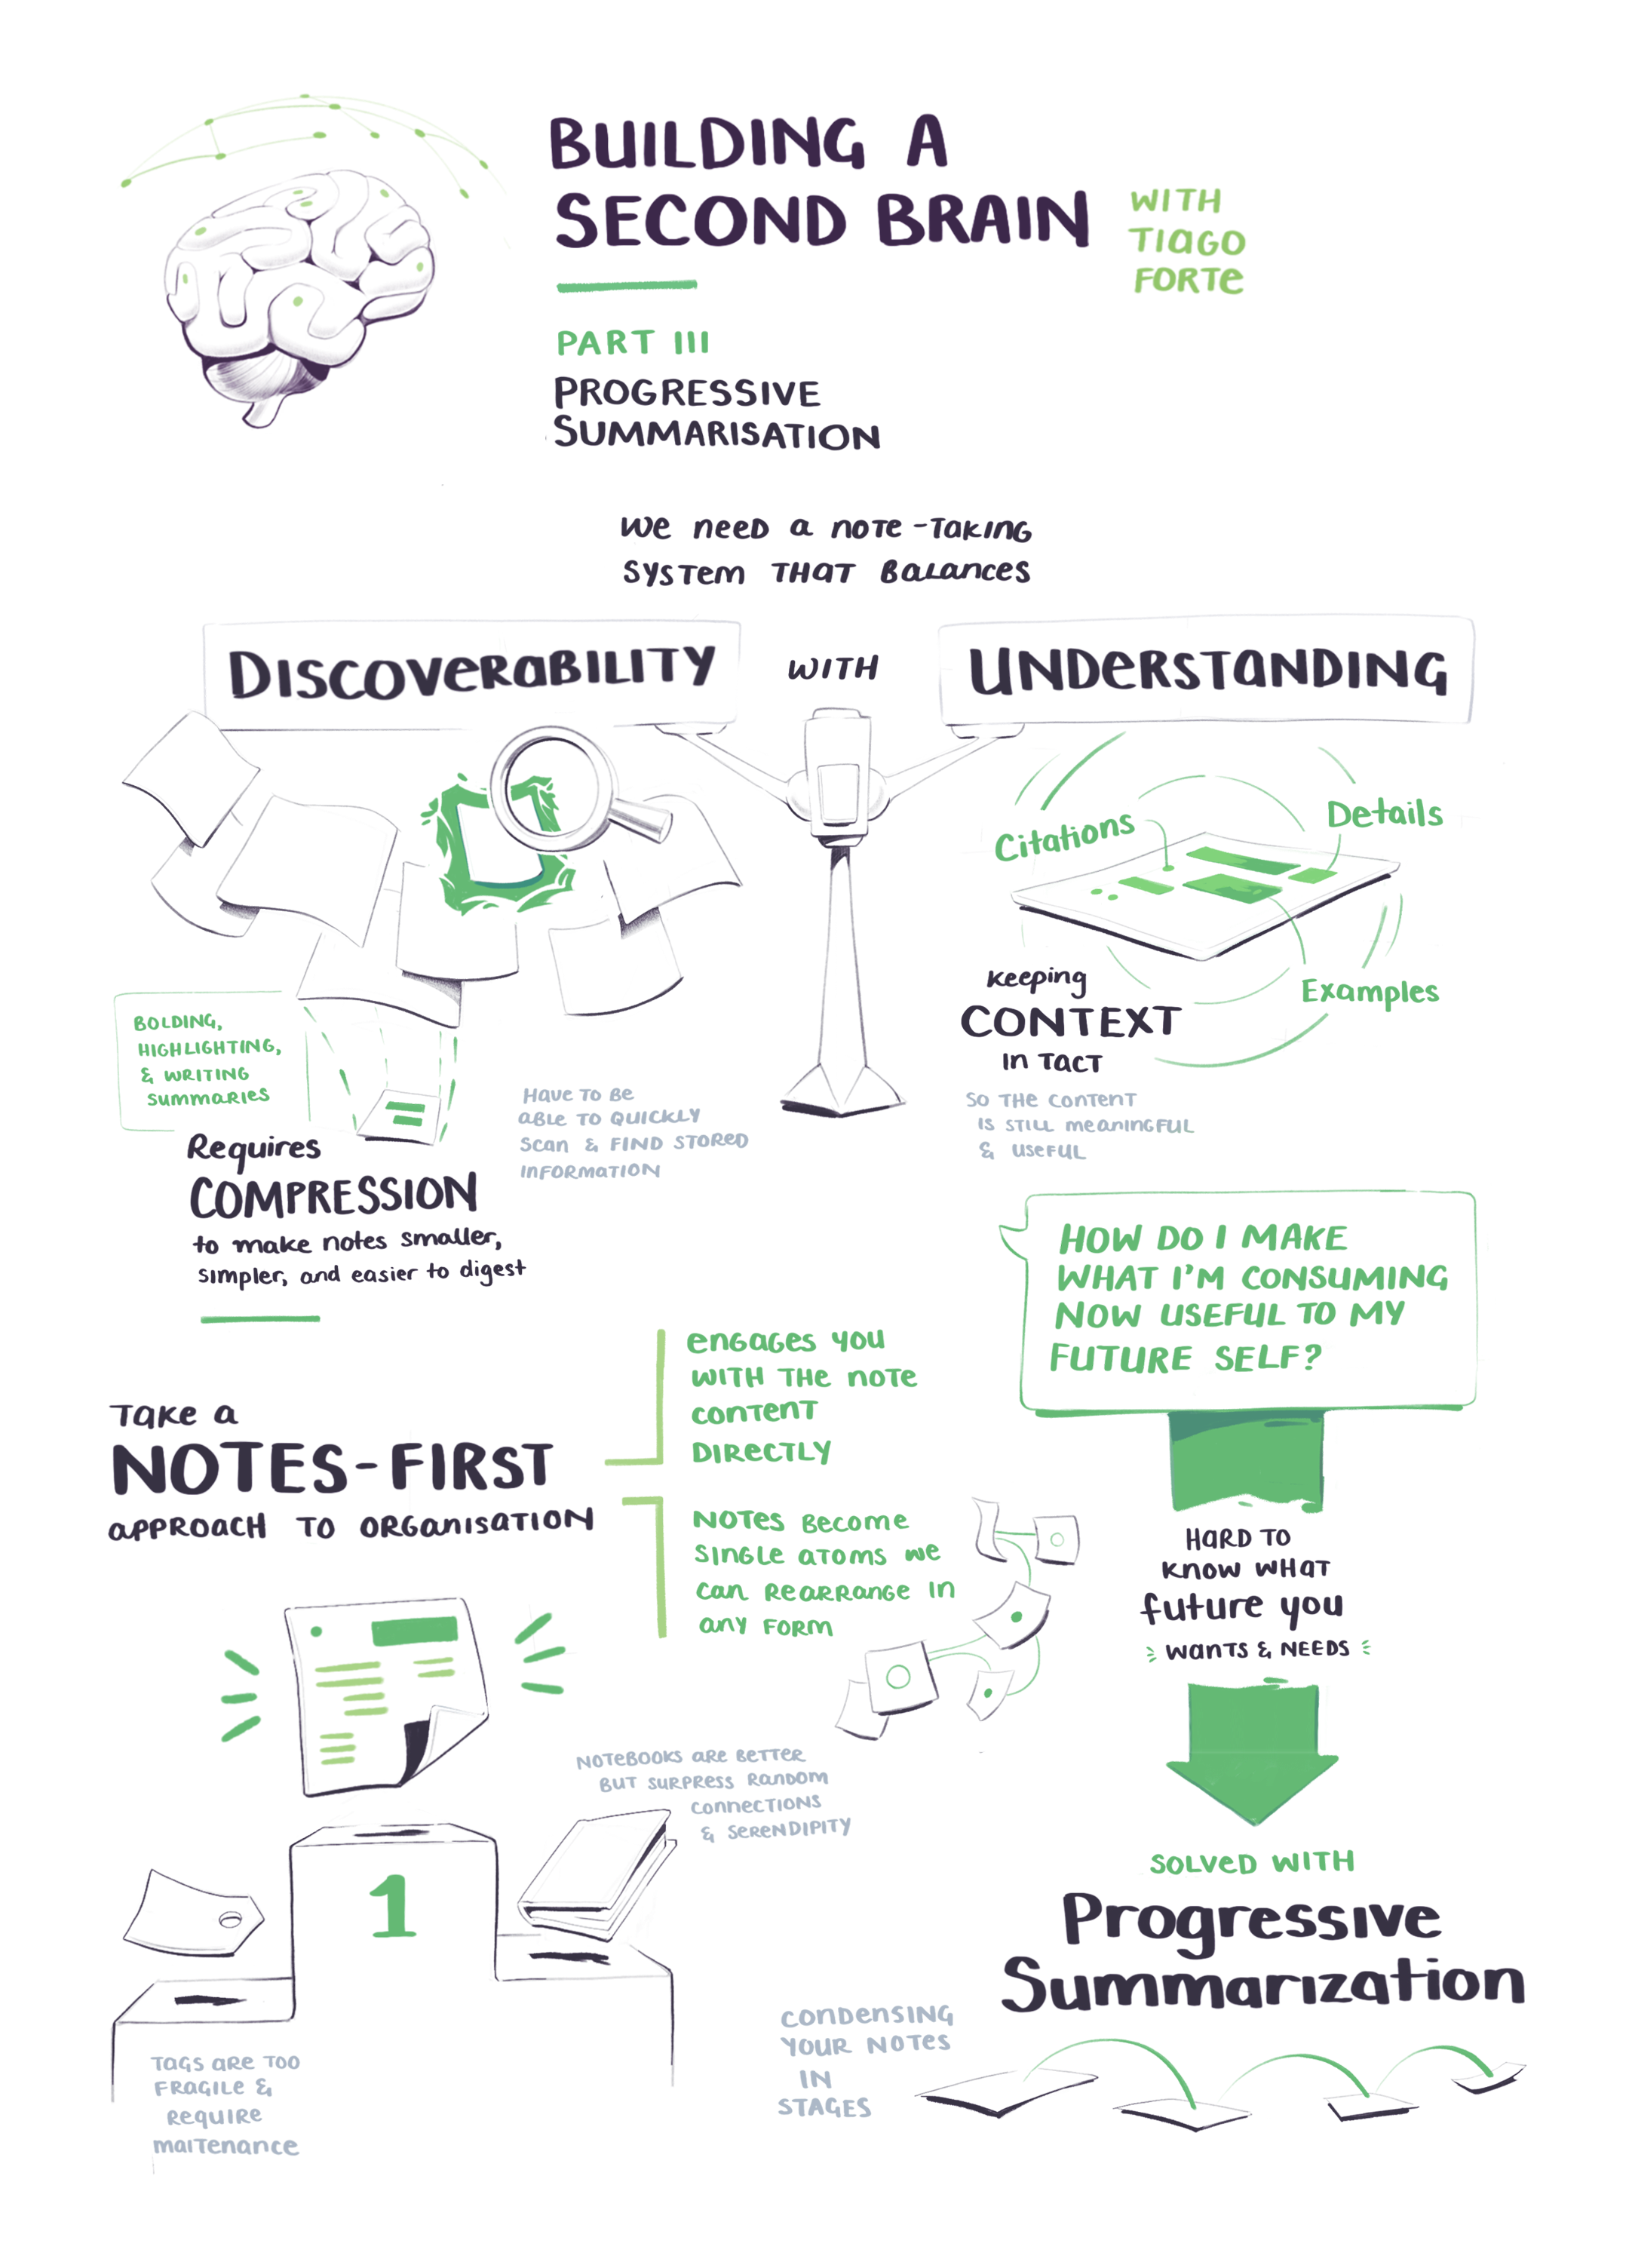 BUILDING A
SECOND BRAIN
WITH
TIAGO
FORTE
PART III
PROGRESSIVE
SUMMARISATION
WE NEED A NOTE-TAKING
SYSTEM THAT BALANCES
DISCOVERABILITY
WITH
UNDERSTANDING
Citations
Details
Examples
keeping
CONTEXT
IN TACT
SO THE CONTENT
IS STILL MEANINGFUL
& USEFUL
BOLDING,
HIGHLIGHTING,
& WRITING
SUMMARIES
HAVE TO BE
ABLE TO QUICKLY
SCAN & FIND STORED
INFORMATION
Requires
COMPRESSION
to make notes smaller,
simpler, and easier to digest
HOW DO I MAKE
WHAT I'M CONSUMING
NOW USEFUL TO MY
FUTURE SELF?
TAKE A
NOTES-FIRST
APPROACH TO ORGANISATION
ENGAGES YOU
WITH THE NOTE
CONTENT
DIRECTLY
NOTES BECOME
SINGLE ATOMS WE
CAN REARRANGE IN
ANY FORM
HARD TO
KNOW WHAT
future you
WANTS & NEEDS
NOTEBOOKS ARE BETTER
BUT SURPRESS RANDOM
CONNECTIONS
& SERENDIPITY
1
TAGS ARE TOO
FRAGILE &
REQUIRE
MAITENANCE
SOLVED WITH
Progressive
Summarization
CONDENSING
YOUR NOTES
IN
STAGES